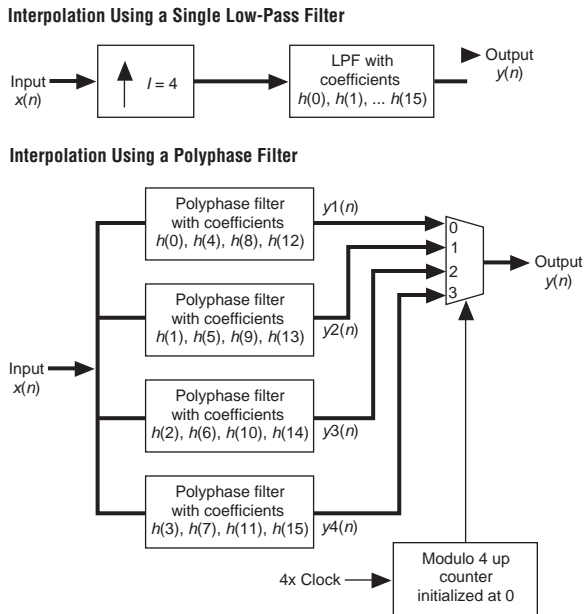 Interpolation Using a Single Low-Pass Filter
Input
x(n)
I = 4
LPF with
coefficients
h(0), h(1), ... h(15)
Output
y(n)
Interpolation Using a Polyphase Filter
Polyphase filter
with coefficients
h(0), h(4), h(8), h(12)
y1(n)
Polyphase filter
with coefficients
h(1), h(5), h(9), h(13)
y2(n)
Input
x(n)
Polyphase filter
with coefficients
h(2), h(6), h(10), h(14)
y3(n)
Polyphase filter
with coefficients
h(3), h(7), h(11), h(15)
y4(n)
0
1
2
3
Output
y(n)
4x Clock
Modulo 4 up
counter
initialized at 0